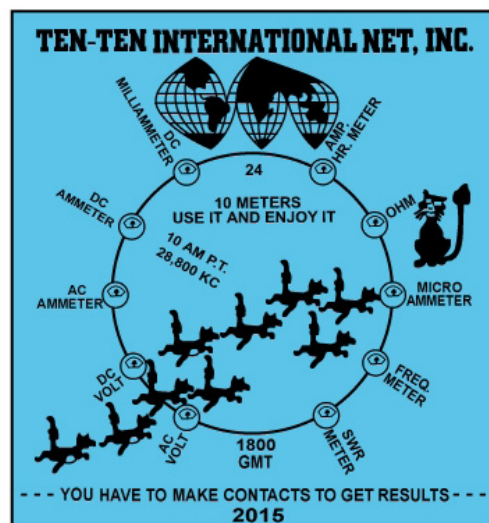 TEN-TEN INTERNATIONAL NET, INC.
DC
MILLIAMMETER
AMP.
HR. METER
24
10 METERS
USE IT AND ENJOY IT
DC
AMMETER
OHM
10 AM P.T.
28,800 KC
AC
AMMETER
MICRO
AMMETER
DC
VOLT
FREQ.
METER
AC
VOLT
SWR
METER
1800
GMT
--- YOU HAVE TO MAKE CONTACTS TO GET RESULTS ---
2015